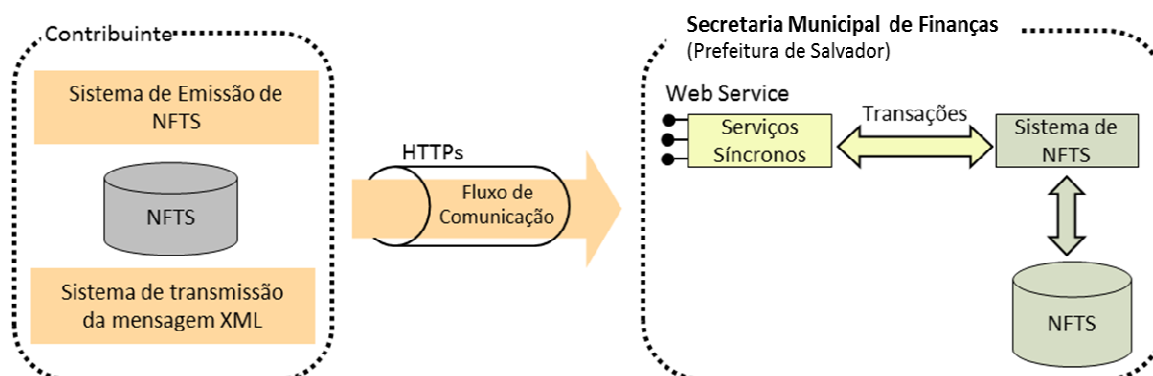 Contribuinte
Sistema de Emissão de
NFTS
NFTS
Sistema de transmissão
da mensagem XML
HTTPs
Fluxo de
Comunicação
Secretaria Municipal de Finanças
(Prefeitura de Salvador)
Web Service
Serviços
Síncronos
Transações
Sistema de
NFTS
NFTS